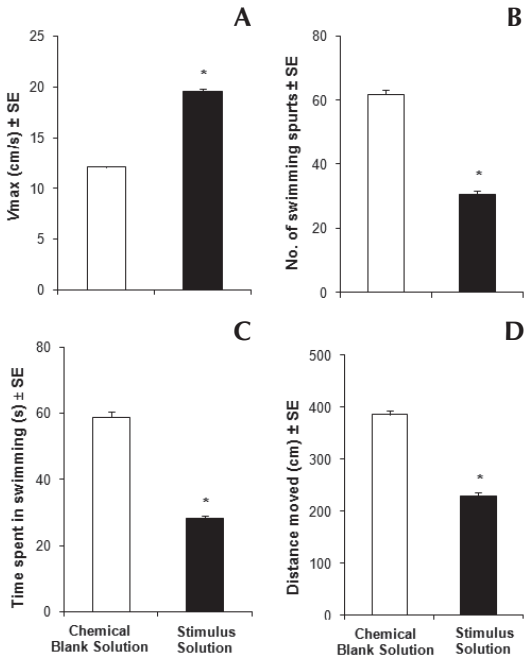 A
Vmax (cm/s) ± SE
25
20
15
10
5
0
*
B
No. of swimming spurts ± SE
80
60
40
20
0
*
C
Time spent in swimming (s) ± SE
80
60
40
20
0
*
Chemical
Blank Solution
Stimulus
Solution
D
Distance moved (cm) ± SE
500
400
300
200
100
0
*
Chemical
Blank Solution
Stimulus
Solution